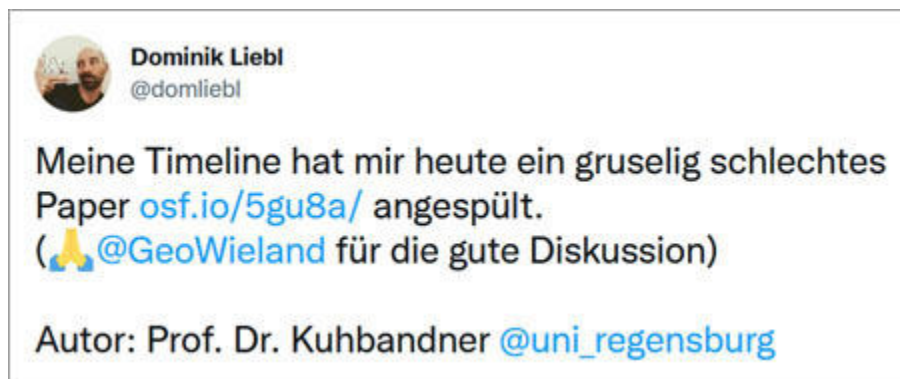 Dominik Liebl
@domliebl
Meine Timeline hat mir heute ein gruselig schlechtes
Paper osf.io/5gu8a/ angespült.
(🙏@GeoWieland für die gute Diskussion)
Autor: Prof. Dr. Kuhbandner @uni_regensburg